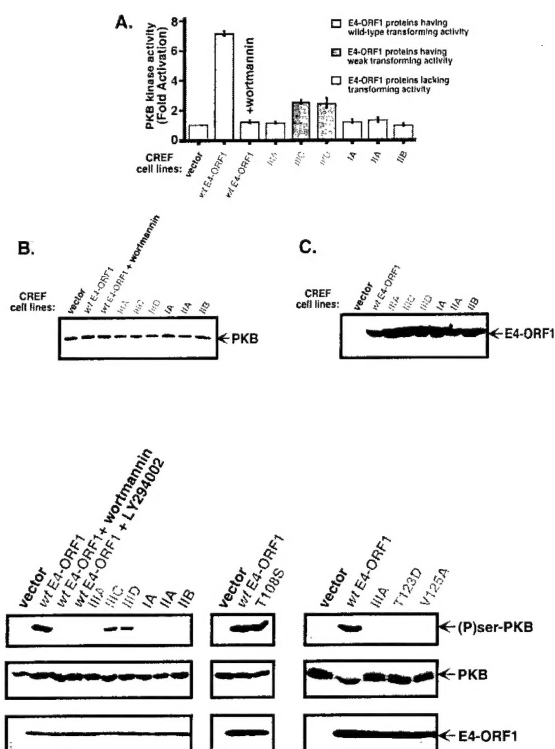 A.
PKB kinase activity
(Fold Activation)
8
6
4
2
0
+wortmannin
E4-ORF1 proteins having
wild-type transforming activity
E4-ORF1 proteins having
weak transforming activity
E4-ORF1 proteins lacking
transforming activity
CREF
cell lines:
vector
wt E4-ORF1
wt E4-ORF1
IIIA
IIIC
IIID
IA
IIA
IIB
B.
CREF
cell lines:
vector
wt E4-ORF1
wt E4-ORF1 + wortmannin
IIIA
IIIC
IIID
IA
IIA
IIB
PKB
C.
CREF
cell lines:
vector
wt E4-ORF1
IIIA
IIIC
IIID
IA
IIA
IIB
E4-ORF1
vector
wt E4-ORF1
wt E4-ORF1+ wortmannin
wt E4-ORF1 + LY294002
IIIA
IIIC
IIID
IA
IIA
IIB
vector
wt E4-ORF1
T108S
vector
wt E4-ORF1
IIIA
T123D
V125A
(P)ser-PKB
PKB
E4-ORF1